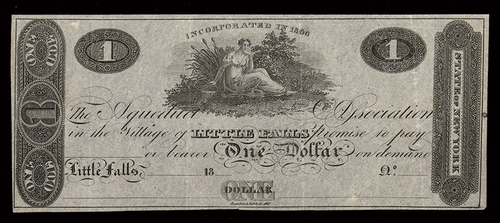 INCORPORATED IN 1806
1
1
The Aqueduct Association
in the Village of LITTLE FALLS Promise to pay
or bearer One Dollar on demand
Little Falls 18 No
DOLLAR
ONE
ONE
STATE OF NEW YORK